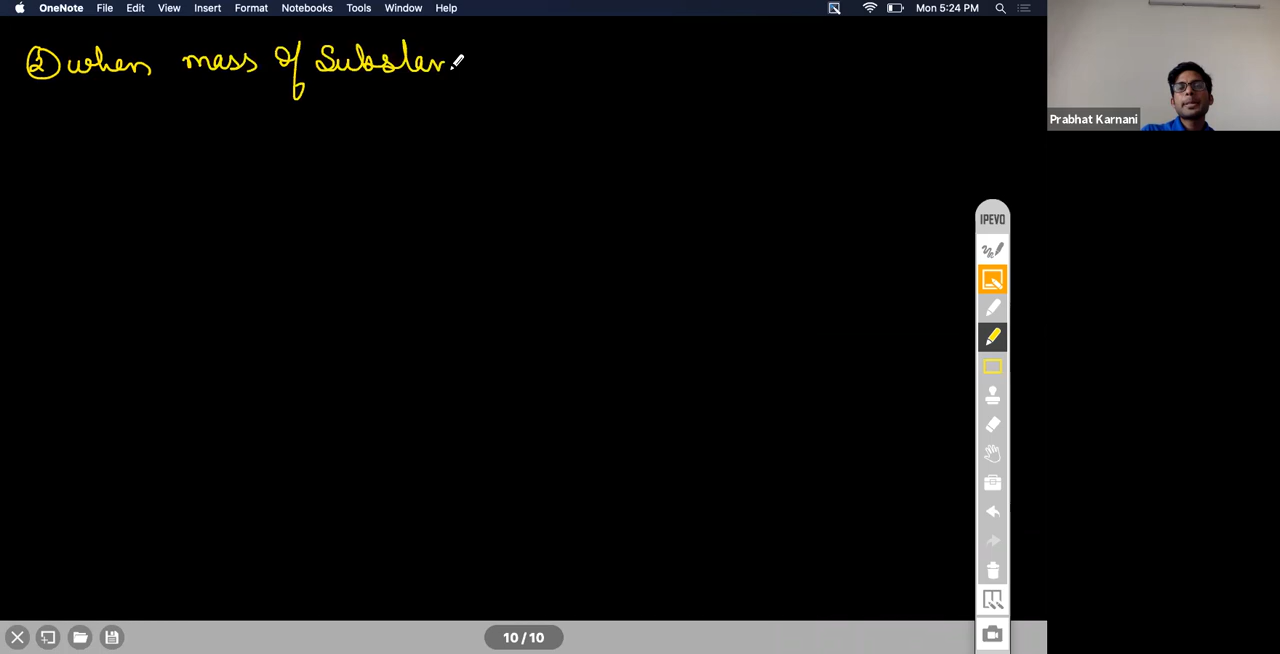 OneNote File Edit View Insert Format Notebooks Tools Window Help Mon 5:24 PM
② when mass of Substan
Prabhat Karnani
IPEVO
10/10